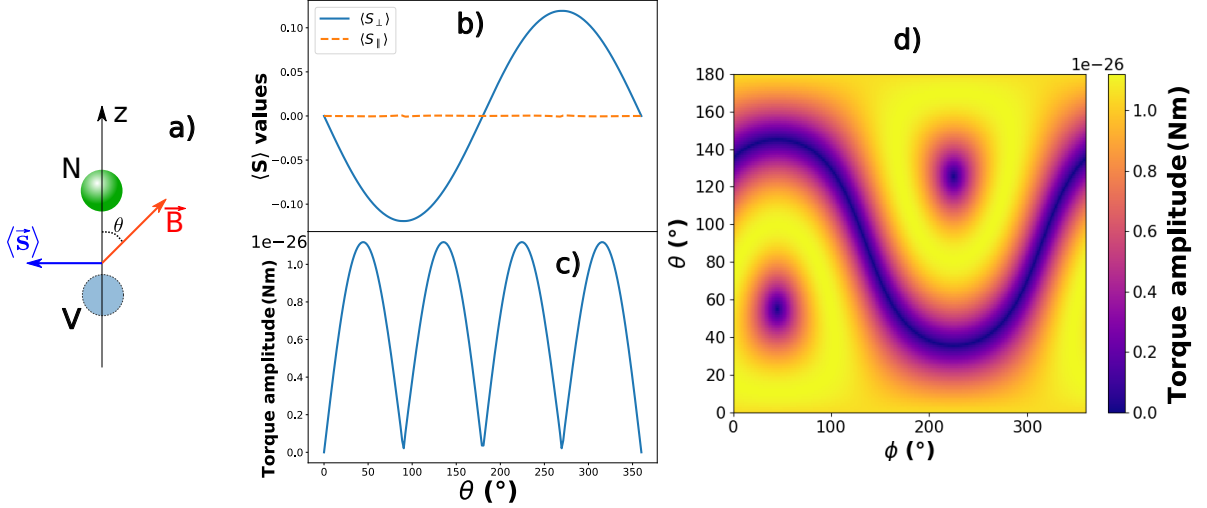 a)
z
N
θ
B
⟨s⟩
V
b)
⟨S⊥⟩
⟨S∥⟩
⟨S⟩ values
0.10
0.05
0.00
−0.05
−0.10
1e−26
c)
Torque amplitude(Nm)
1.0
0.8
0.6
0.4
0.2
0.0
0 50 100 150 200 250 300 350
θ (°)
d)
1e−26
θ (°)
180
160
140
120
100
80
60
40
20
0
0 100 200 300
ϕ (°)
1.0
0.8
0.6
0.4
0.2
0.0
Torque amplitude(Nm)